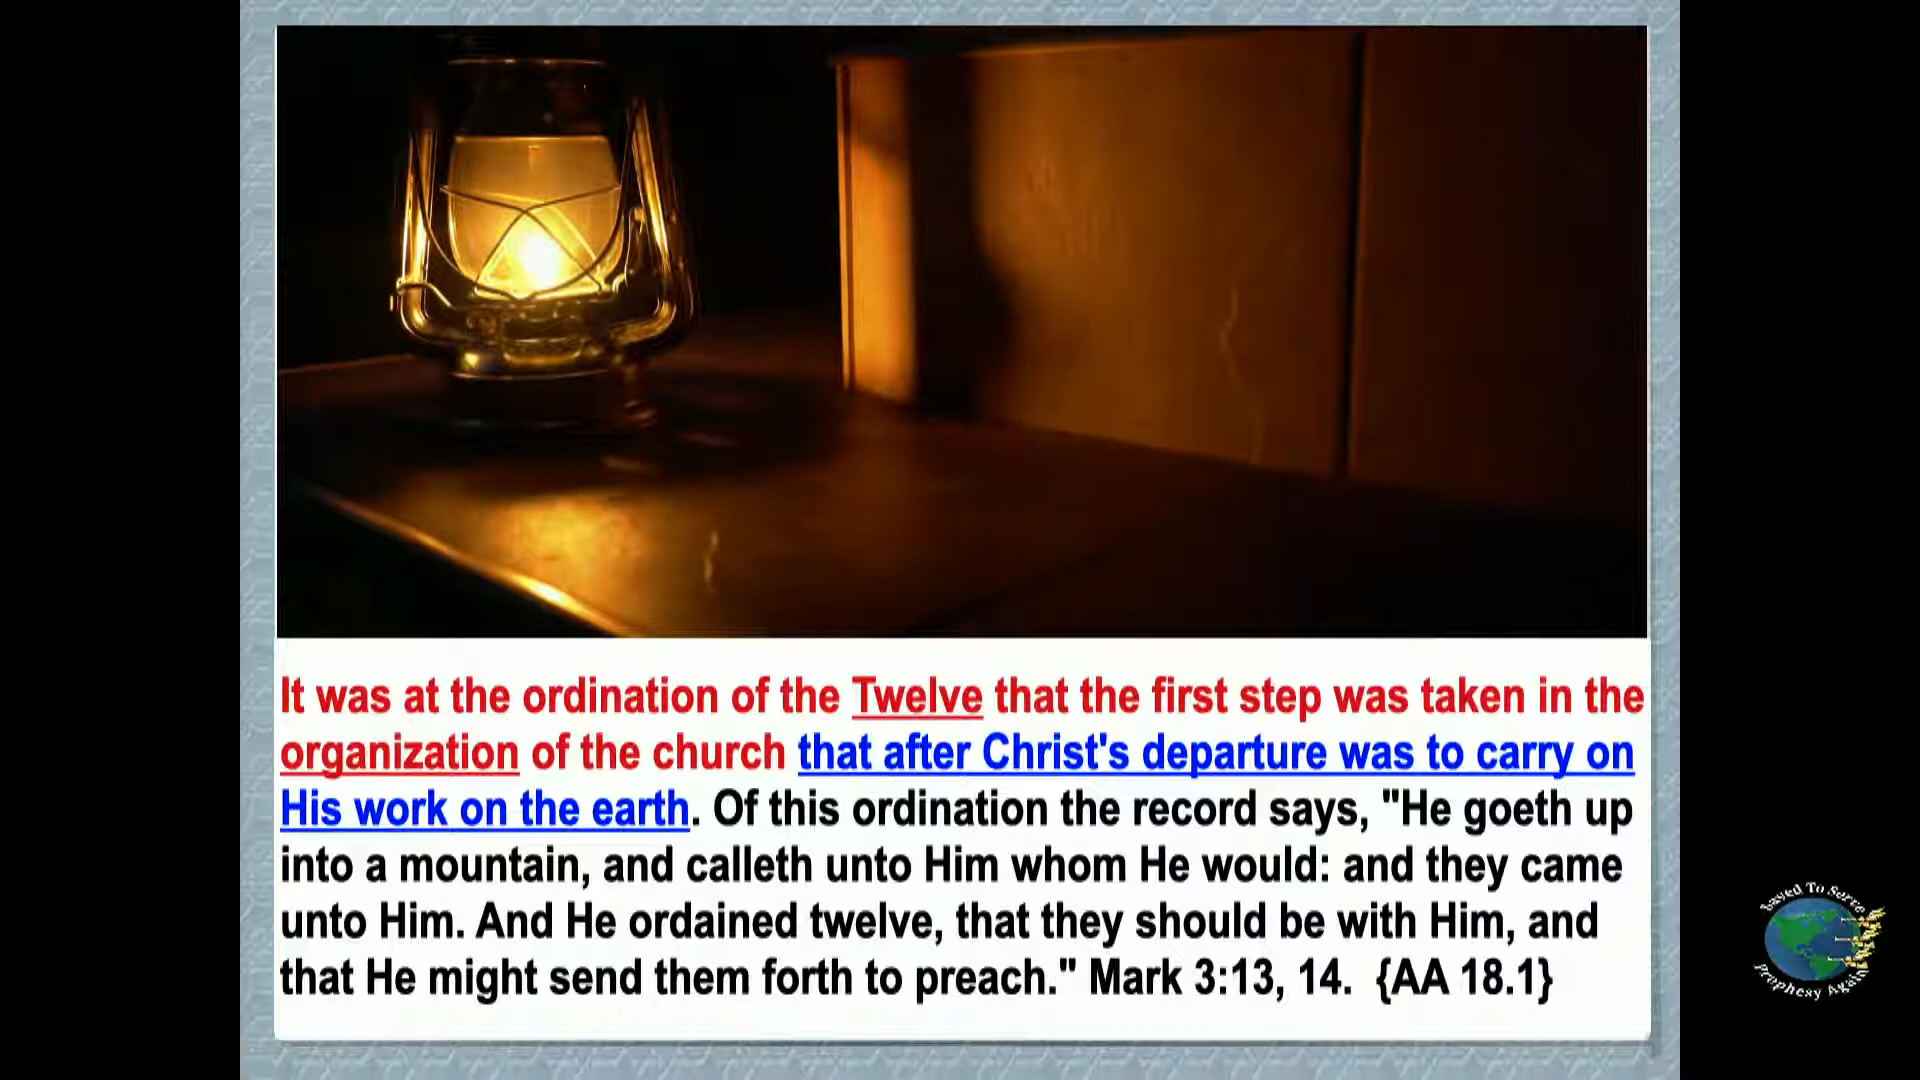 It was at the ordination of the Twelve that the first step was taken in the
organization of the church that after Christ's departure was to carry on
His work on the earth. Of this ordination the record says, "He goeth up
into a mountain, and calleth unto Him whom He would: and they came
unto Him. And He ordained twelve, that they should be with Him, and
that He might send them forth to preach." Mark 3:13, 14. {AA 18.1}
To Serve
Prophesy Again